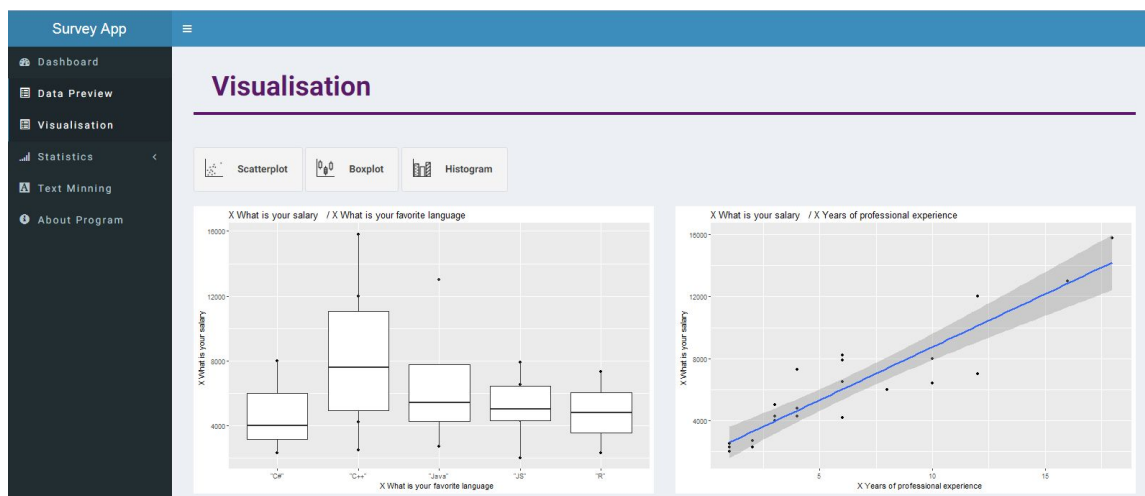 Survey App
Dashboard
Data Preview
Visualisation
Statistics
Text Minning
About Program
Visualisation
Scatterplot
Boxplot
Histogram
X What is your salary / X What is your favorite language
16000
12000
8000
4000
X What is your salary
"C#"
"C++"
"Java"
"JS"
"R"
X What is your favorite language
X What is your salary / X Years of professional experience
16000
12000
8000
4000
X What is your salary
5
10
15
X Years of professional experience